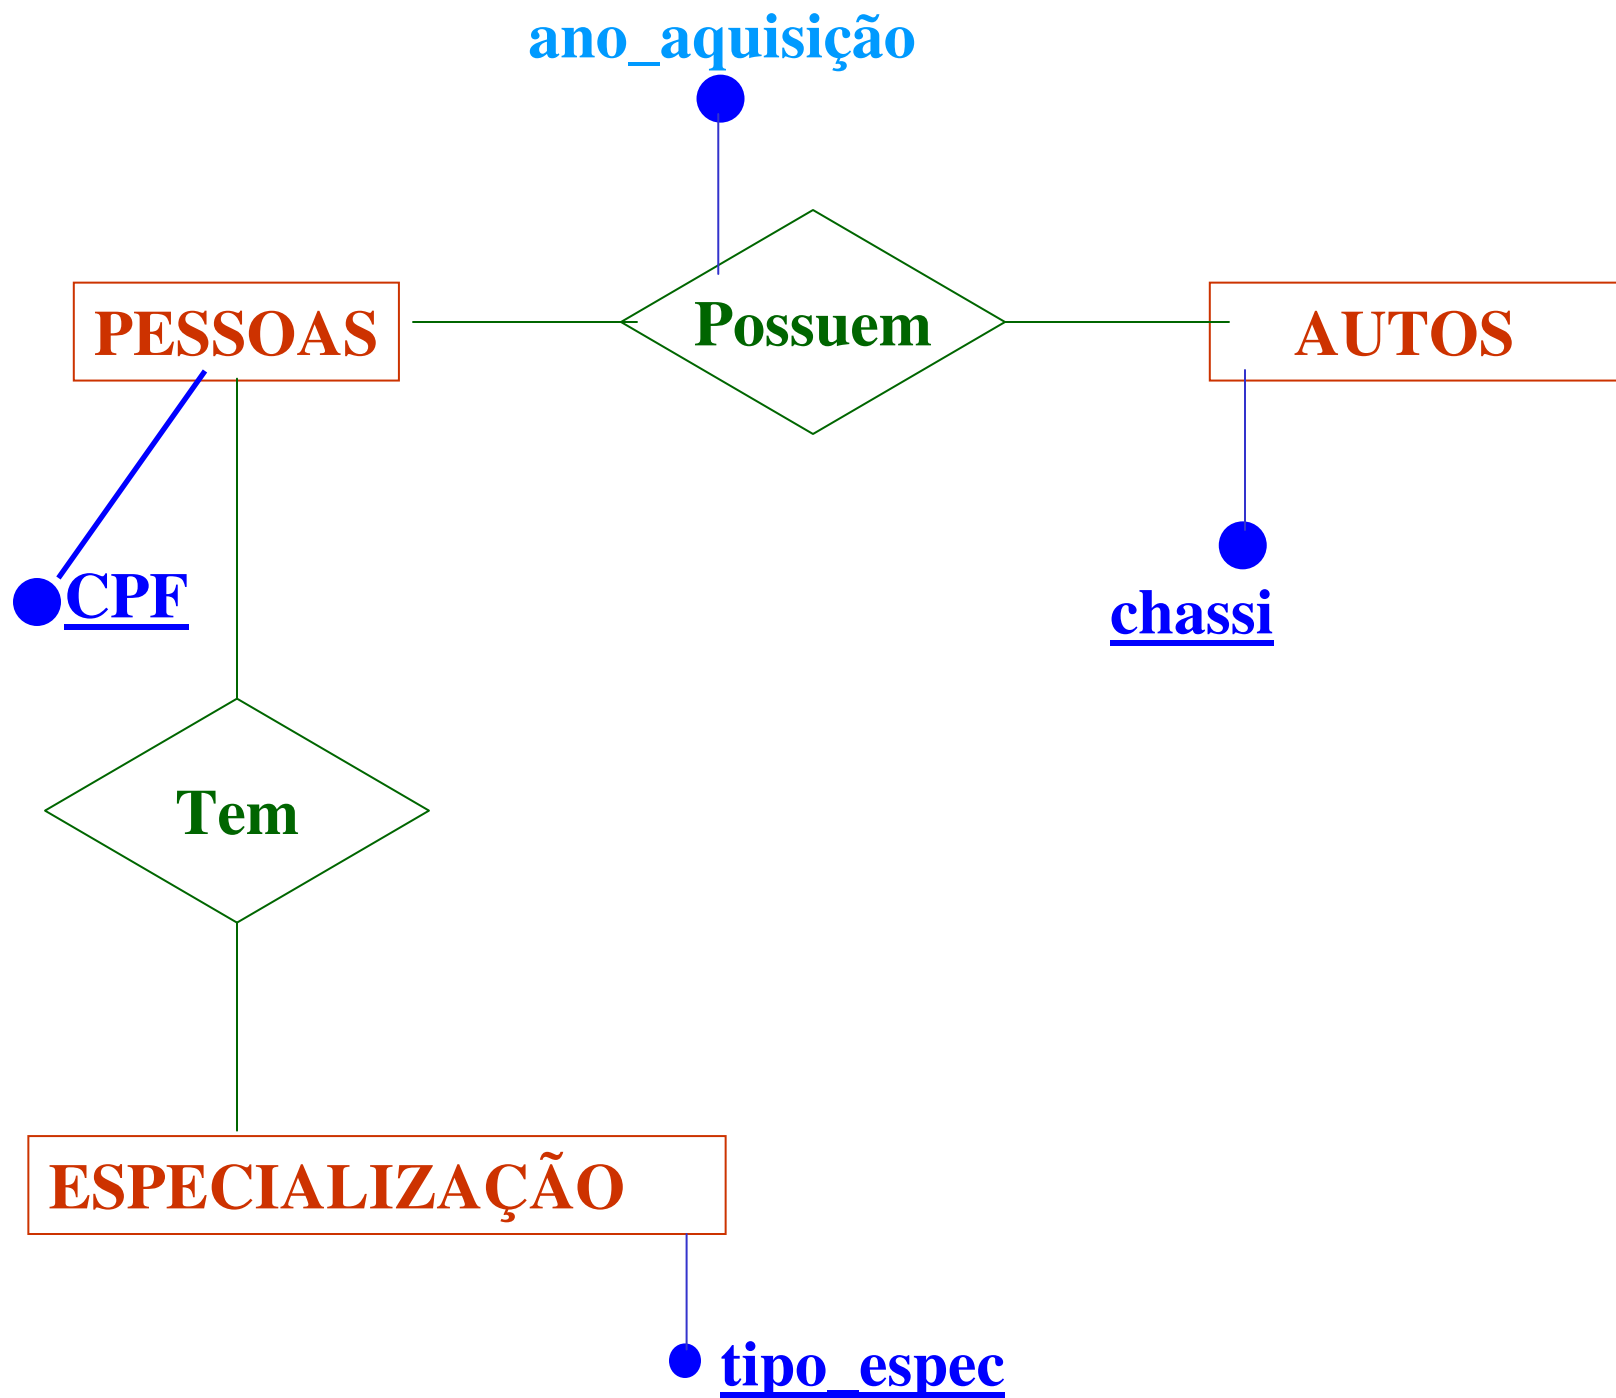 ano_aquisição
PESSOAS
Possuem
AUTOS
CPF
chassi
Tem
ESPECIALIZAÇÃO
tipo_espec